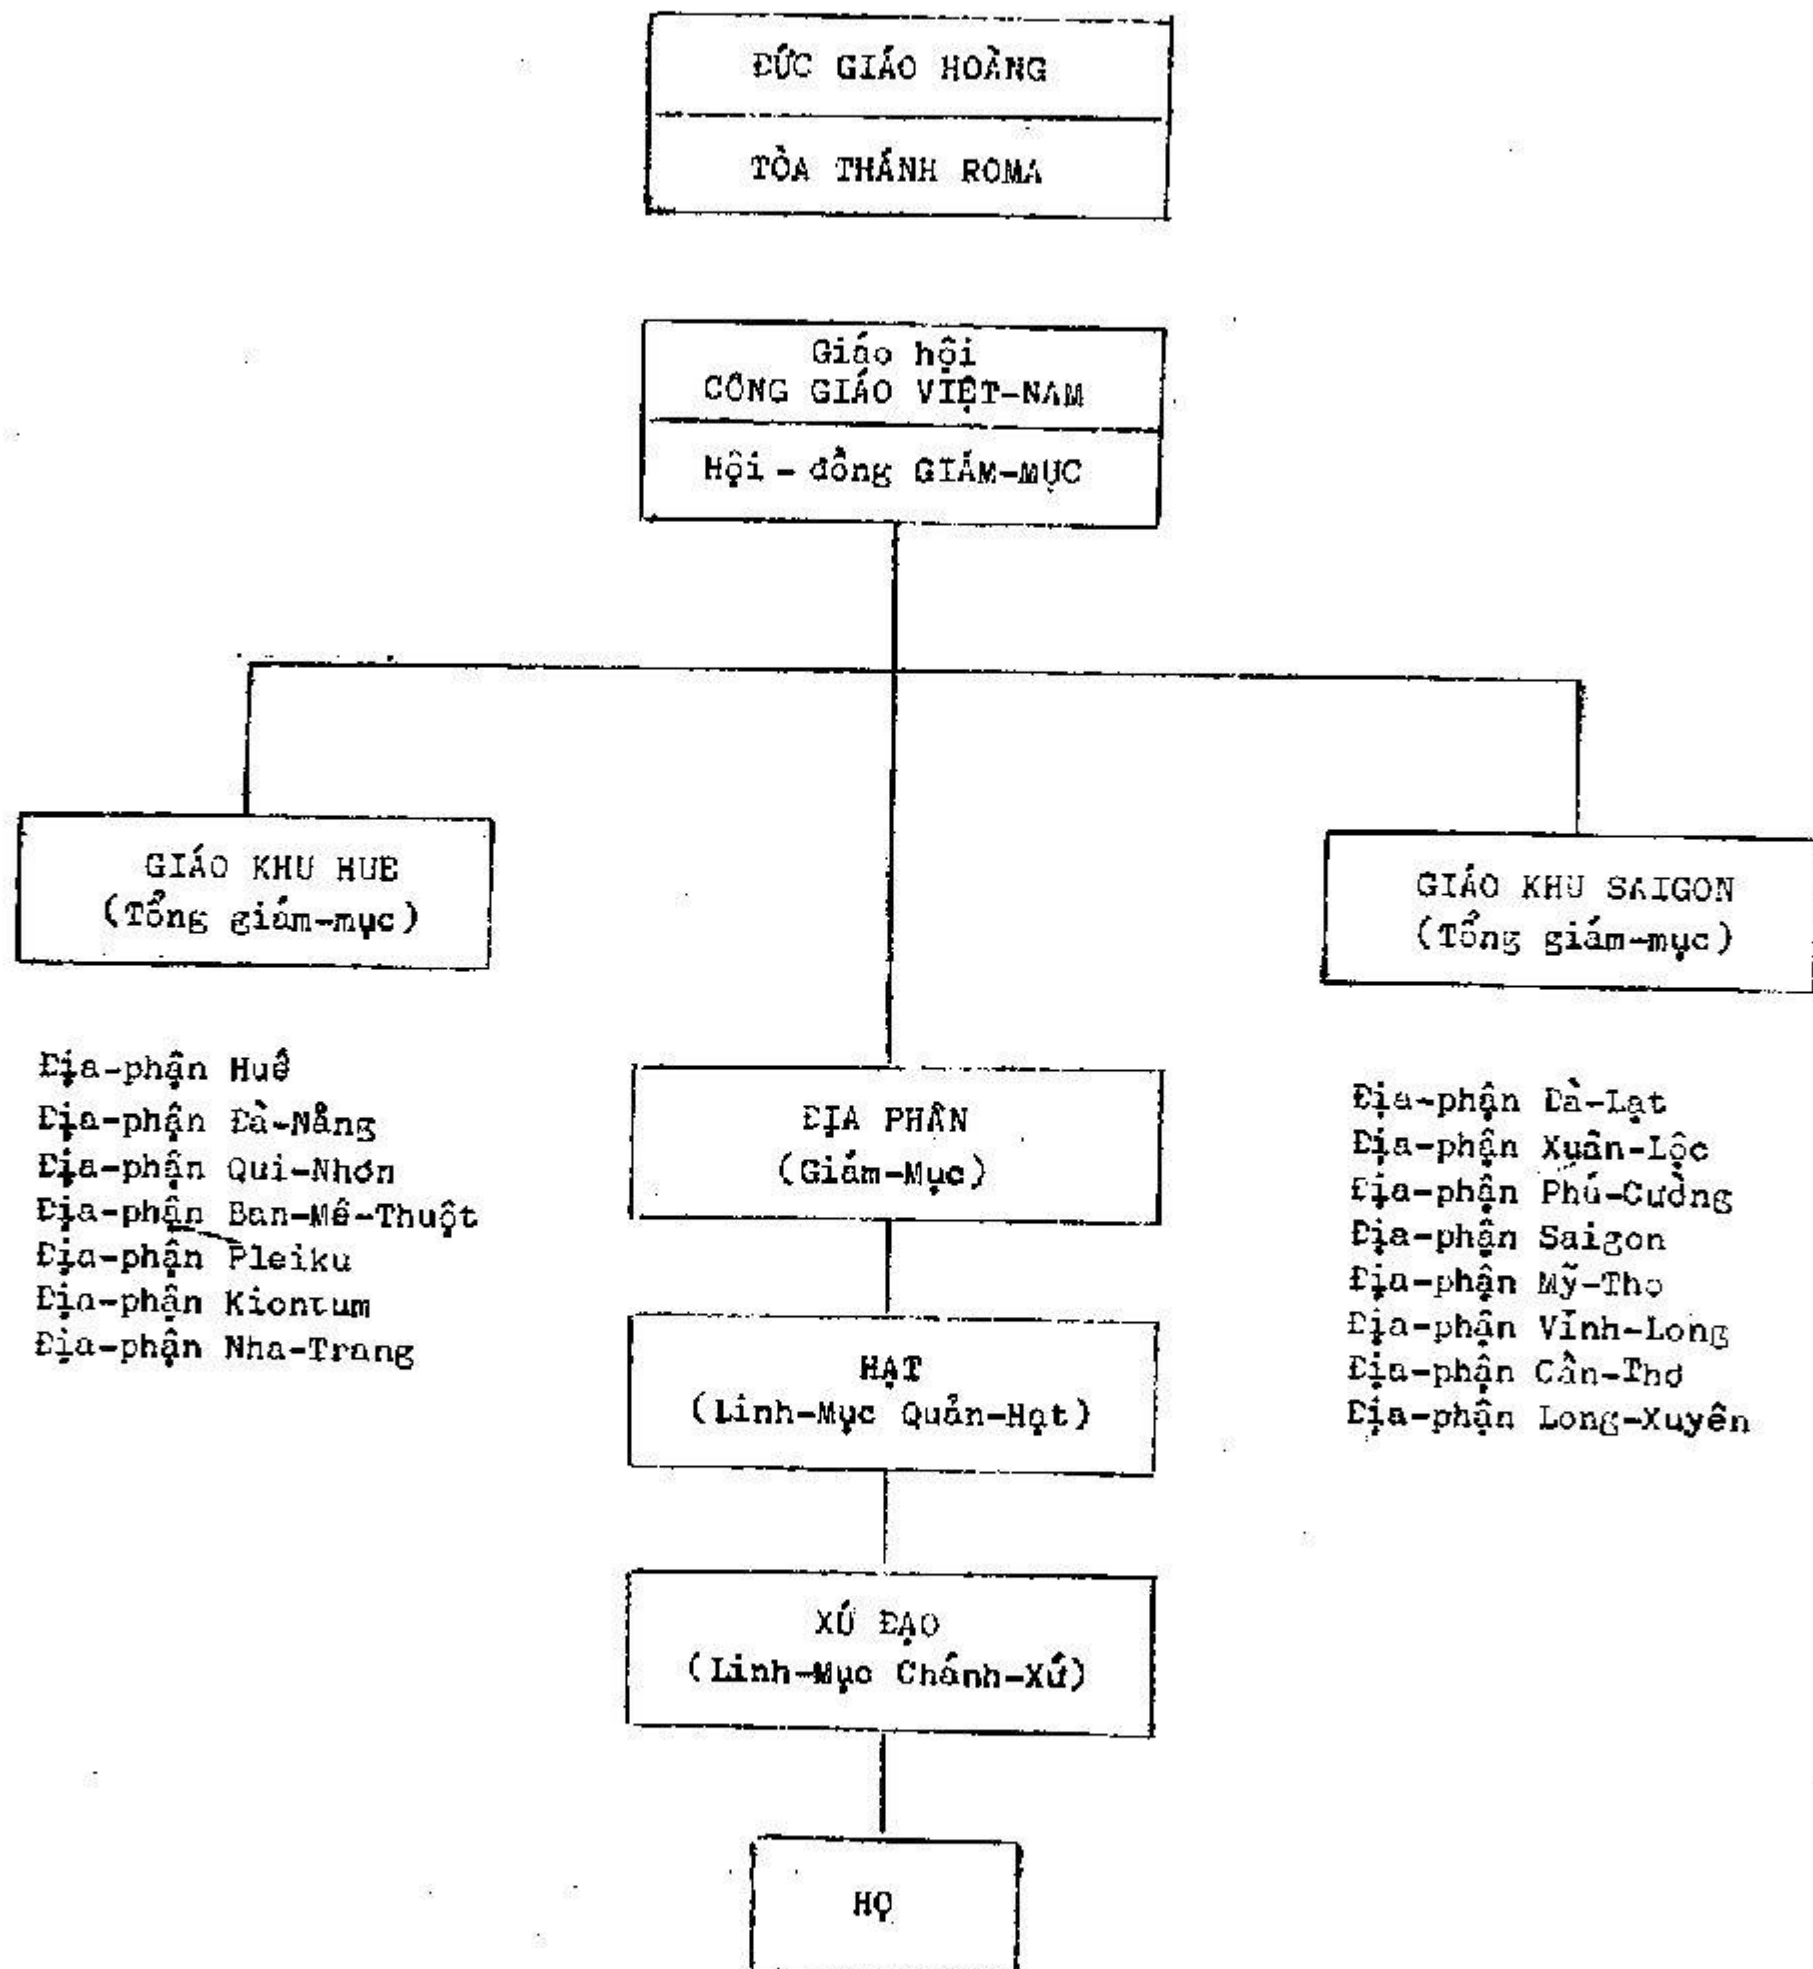 ĐỨC GIÁO HOÀNG
TÒA THÁNH ROMA
Giáo hội
CÔNG GIÁO VIỆT-NAM
Hội-đồng GIÁM-MỤC
GIÁO KHU HUE
(Tổng giám-mục)
Địa-phận Huế
Địa-phận Đà-Nẵng
Địa-phận Qui-Nhơn
Địa-phận Ban-Mê-Thuột
Địa-phận Pleiku
Địa-phận Kiontum
Địa-phận Nha-Trang
ĐỊA PHẬN
(Giám-Mục)
HẠT
(Linh-Mục Quản-Hạt)
XỨ ĐẠO
(Linh-Mục Chánh-Xứ)
HỌ
GIÁO KHU SAIGON
(Tổng giám-mục)
Địa-phận Đà-Lạt
Địa-phận Xuân-Lộc
Địa-phận Phú-Cường
Địa-phận Saigon
Địa-phận Mỹ-Tho
Địa-phận Vĩnh-Long
Địa-phận Cần-Thơ
Địa-phận Long-Xuyên